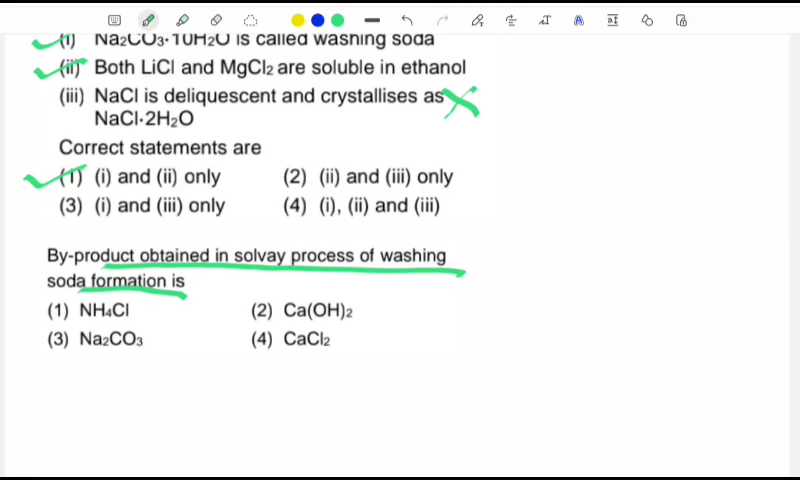 (i) Na₂CO₃·10H₂O is called washing soda
(ii) Both LiCl and MgCl₂ are soluble in ethanol
(iii) NaCl is deliquescent and crystallises as
NaCl·2H₂O
Correct statements are
(1) (i) and (ii) only (2) (ii) and (iii) only
(3) (i) and (iii) only (4) (i), (ii) and (iii)
By-product obtained in solvay process of washing
soda formation is
(1) NH₄Cl (2) Ca(OH)₂
(3) Na₂CO₃ (4) CaCl₂